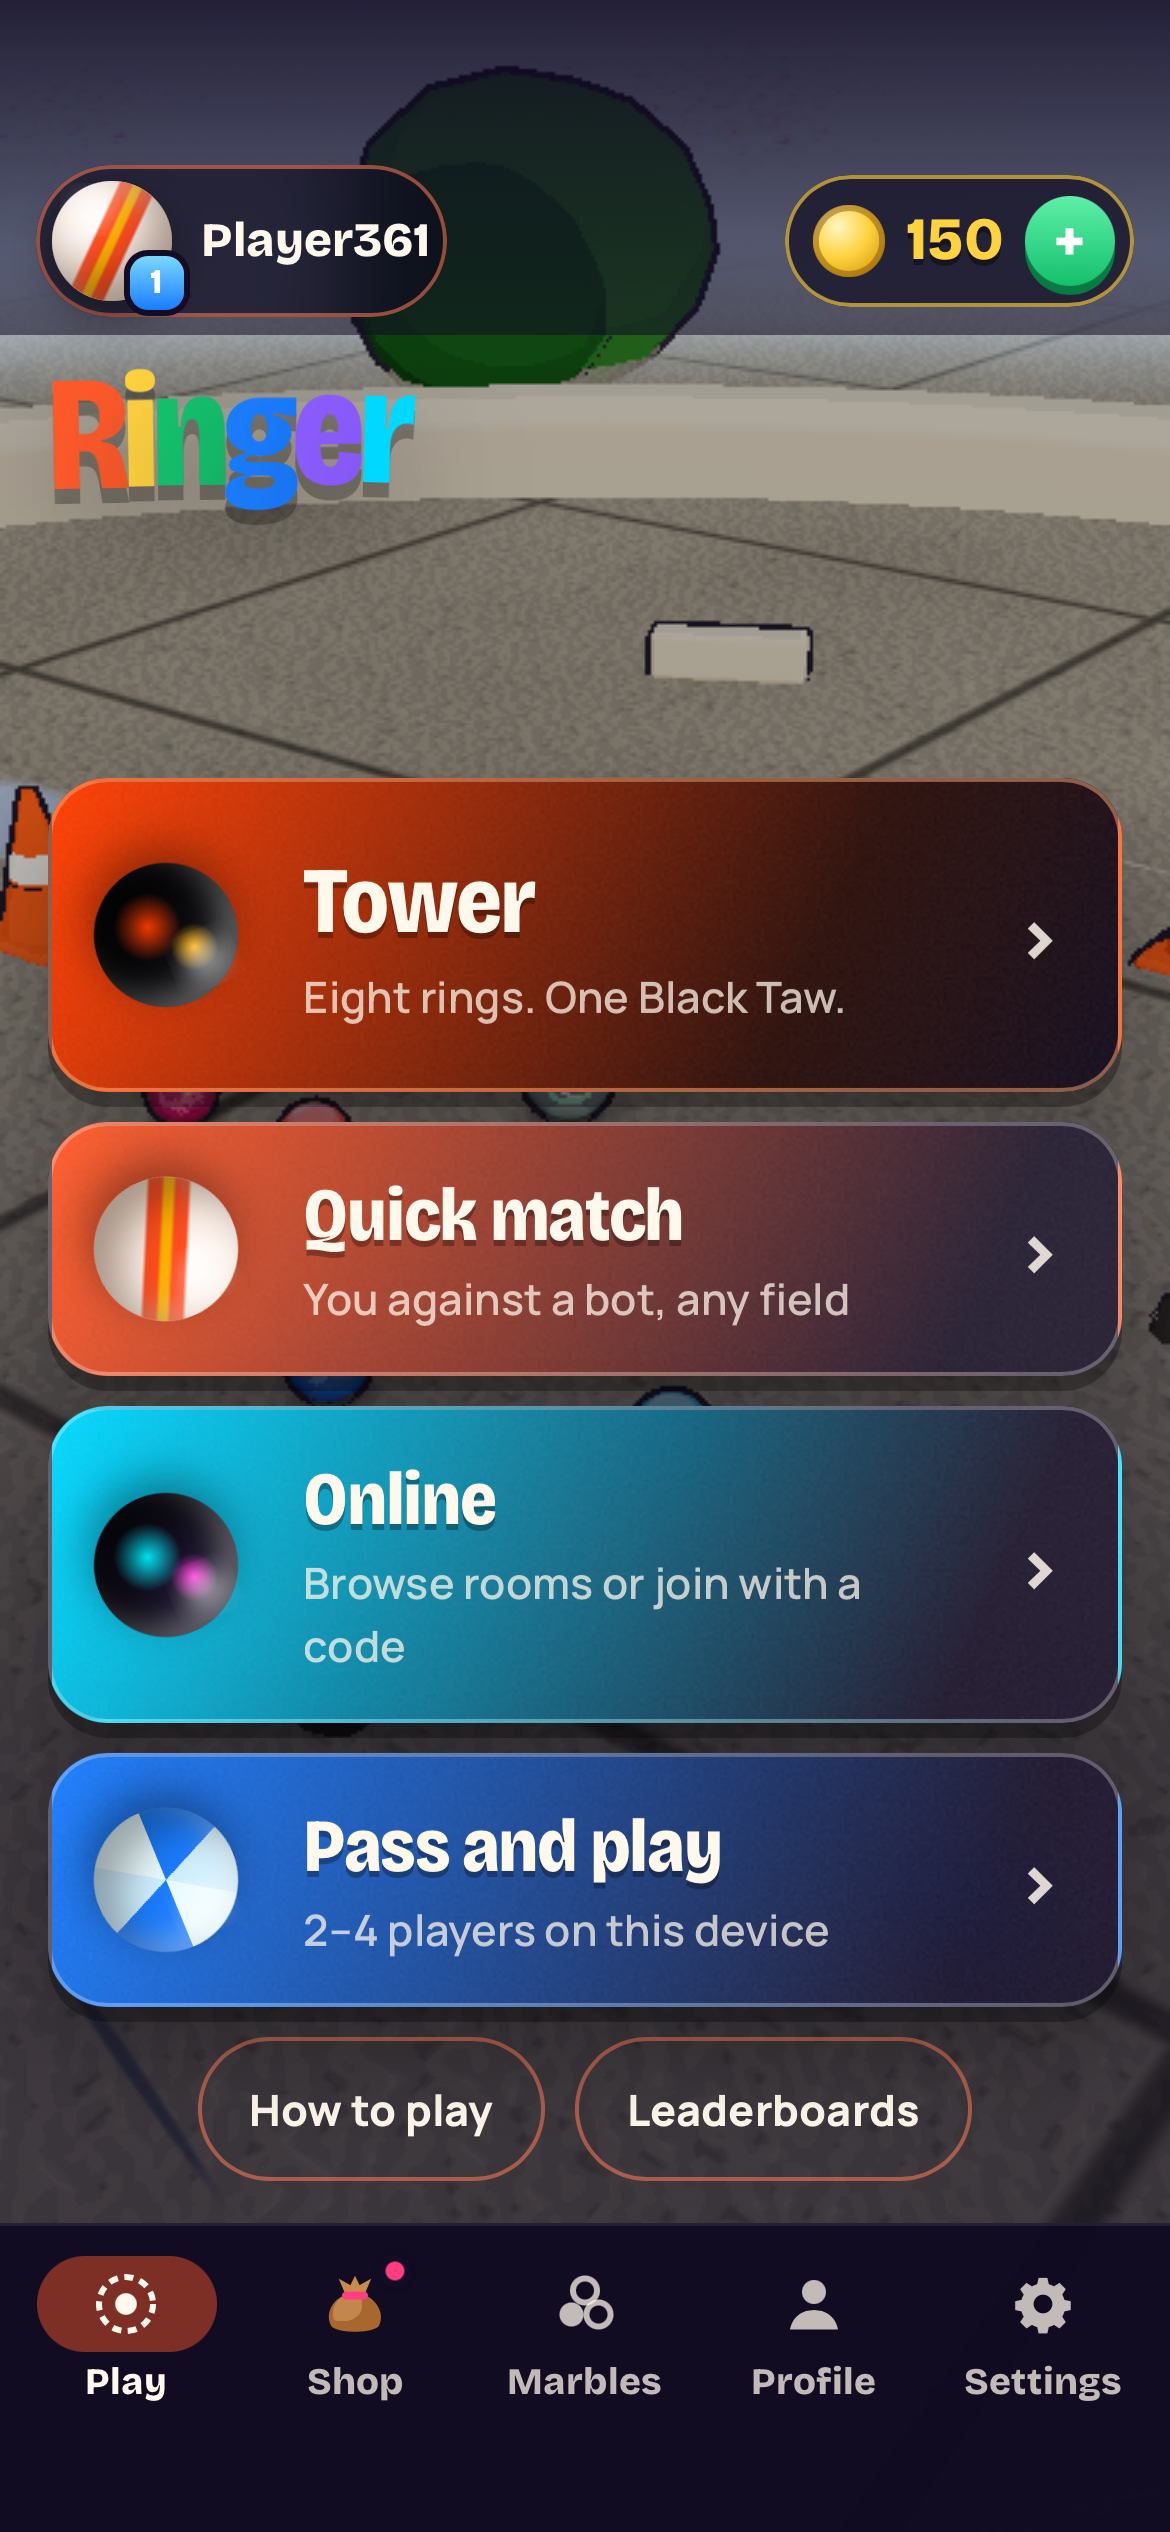 Player361
1
150
Ringer
Tower
Eight rings. One Black Taw.
Quick match
You against a bot, any field
Online
Browse rooms or join with a
code
Pass and play
2–4 players on this device
How to play
Leaderboards
Play
Shop
Marbles
Profile
Settings